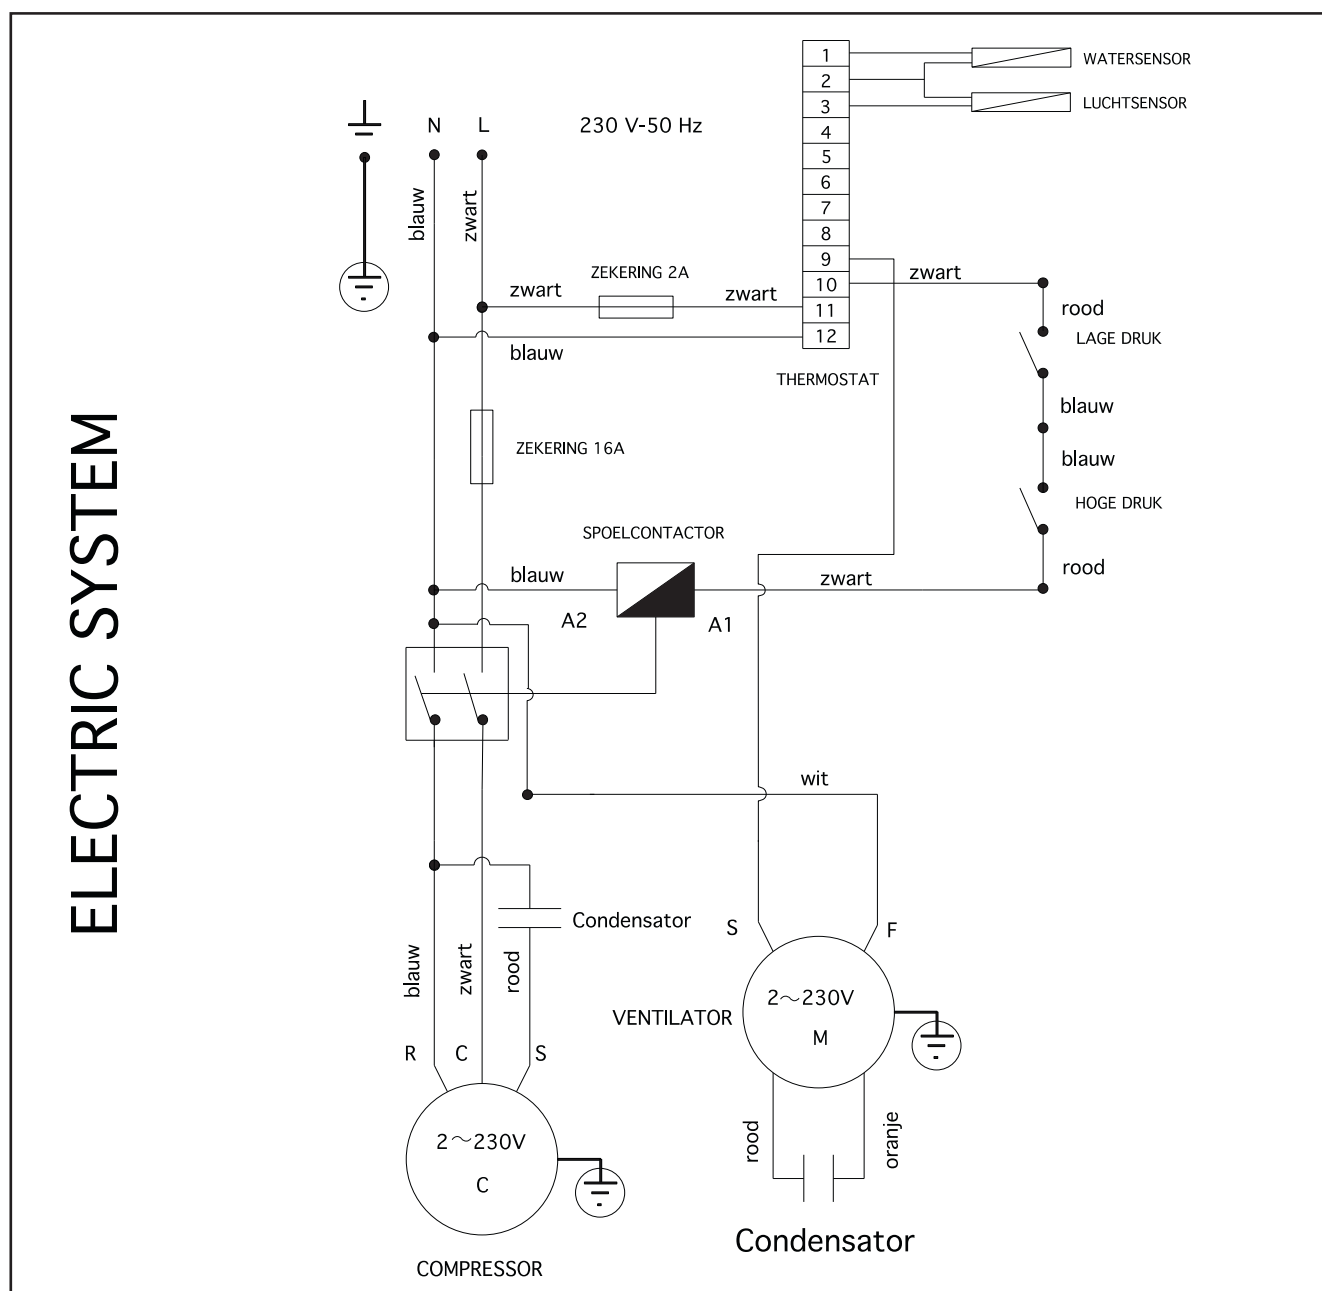 ELECTRIC SYSTEM
N
L
230 V-50 Hz
blauw
zwart
1
2
3
4
5
6
7
8
9
10
11
12
WATERSENSOR
LUCHTSENSOR
ZEKERING 2A
zwart
zwart
blauw
THERMOSTAT
zwart
rood
LAGE DRUK
blauw
blauw
HOGE DRUK
rood
ZEKERING 16A
SPOELCONTACTOR
blauw
zwart
A2
A1
wit
Condensator
blauw
zwart
rood
R
C
S
2~230V
C
COMPRESSOR
S
F
VENTILATOR
2~230V
M
rood
oranje
Condensator